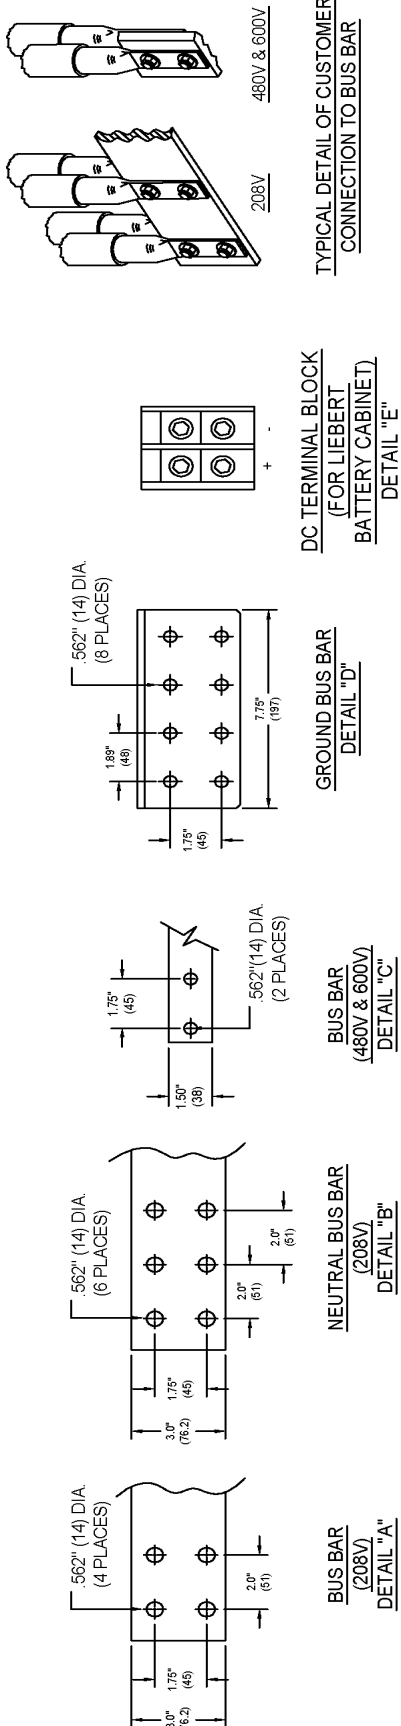 .562" (14) DIA.
(4 PLACES)
1.75"
(45)
2.0"
(51)
BUS BAR
(208V)
DETAIL "A"
.562" (14) DIA.
(6 PLACES)
3.0"
(76.2)
1.75"
(45)
2.0"
(51)
2.0"
(51)
NEUTRAL BUS BAR
(208V)
DETAIL "B"
1.75"
(45)
1.50"
(38)
.562"(14) DIA.
(2 PLACES)
BUS BAR
(480V & 600V)
DETAIL "C"
.562" (14) DIA.
(8 PLACES)
1.89"
(48)
1.75"
(45)
7.75"
(197)
GROUND BUS BAR
DETAIL "D"
+ -
DC TERMINAL BLOCK
(FOR LIEBERT
BATTERY CABINET)
DETAIL "E"
208V
480V & 600V
TYPICAL DETAIL OF CUSTOMER
CONNECTION TO BUS BAR